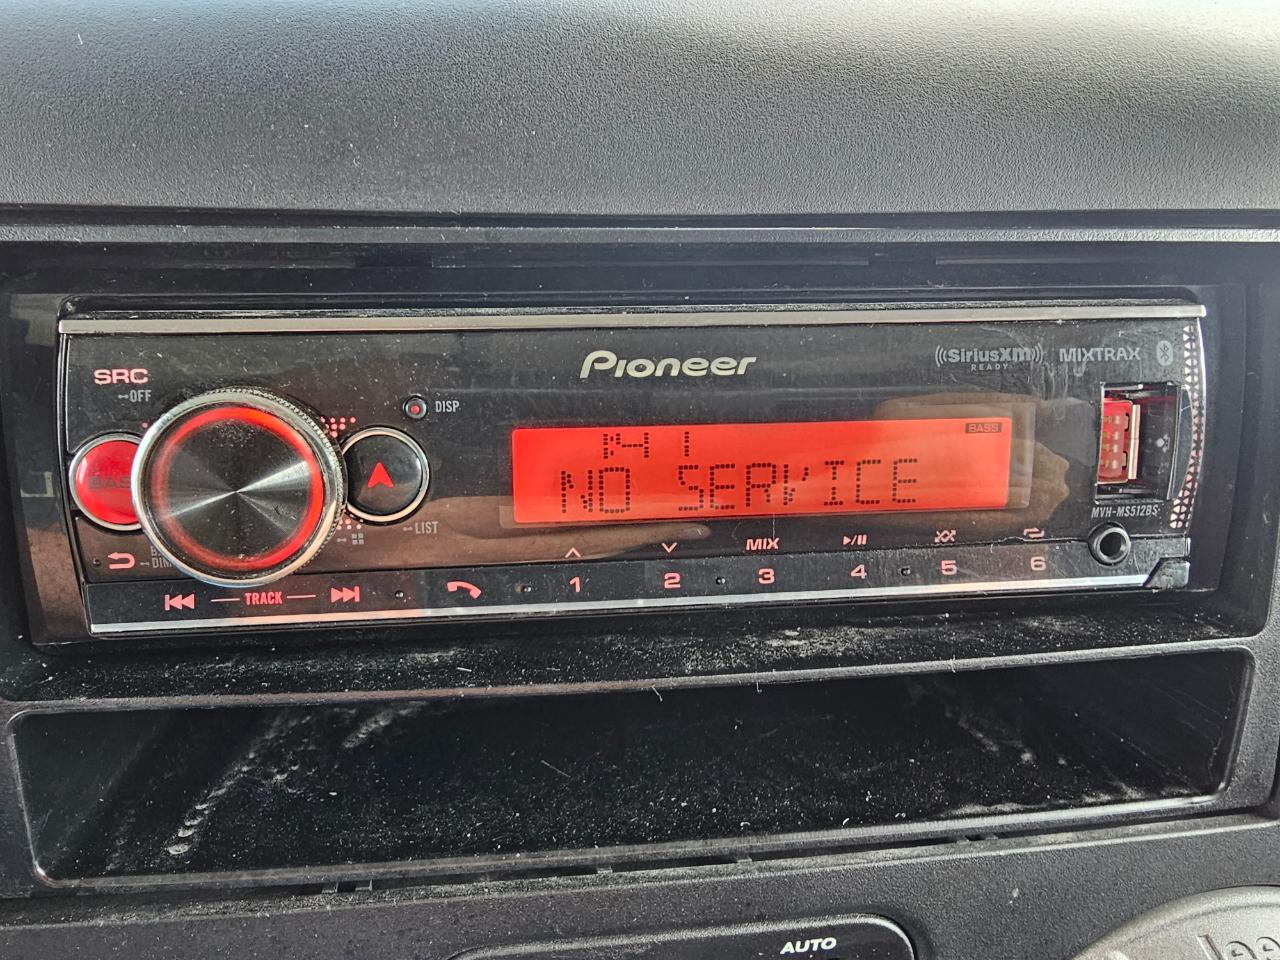 Pioneer
((SiriusXM))
READY
MIXTRAX
SRC
OFF
DISP
BASS
NO SERVICE
LIST
MVH-MS512BS
MIX
TRACK
1
2
3
4
5
6
AUTO
Jee